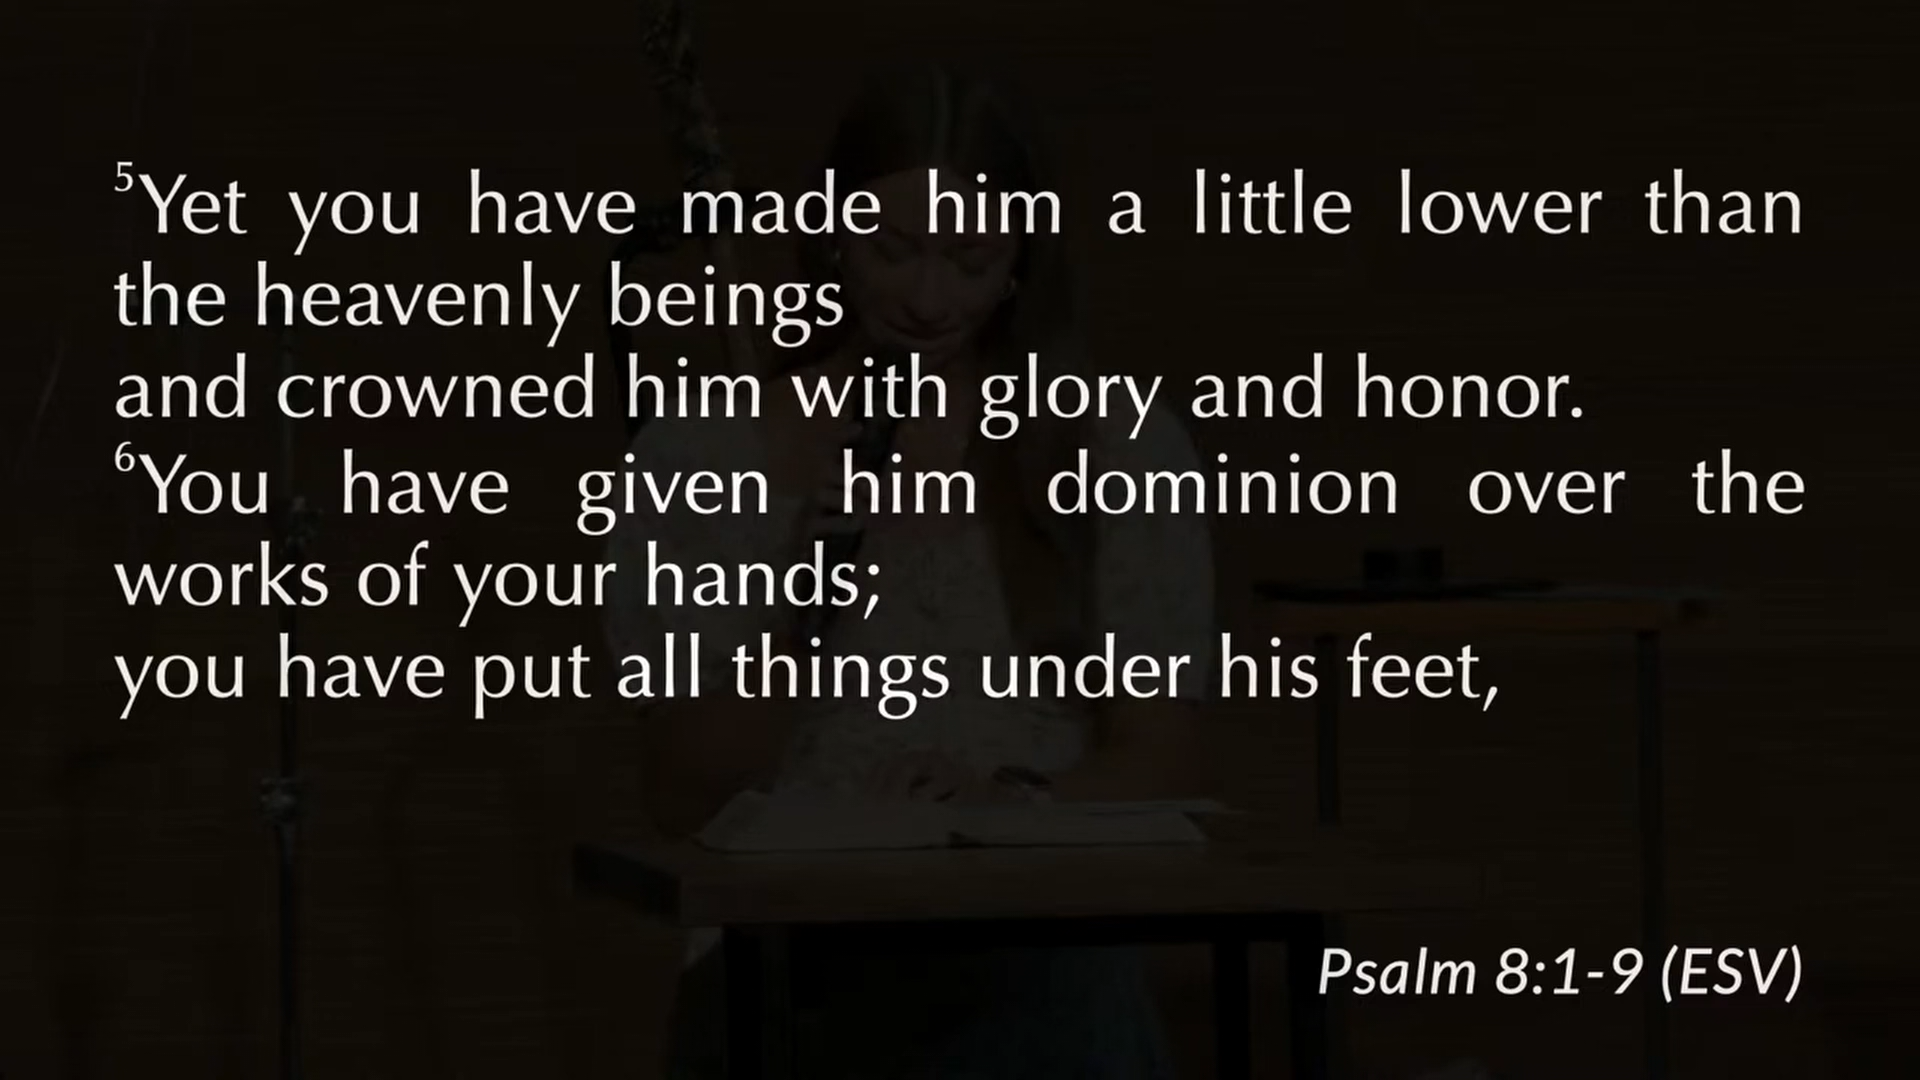 ⁵Yet you have made him a little lower than
the heavenly beings
and crowned him with glory and honor.
⁶You have given him dominion over the
works of your hands;
you have put all things under his feet,
Psalm 8:1-9 (ESV)